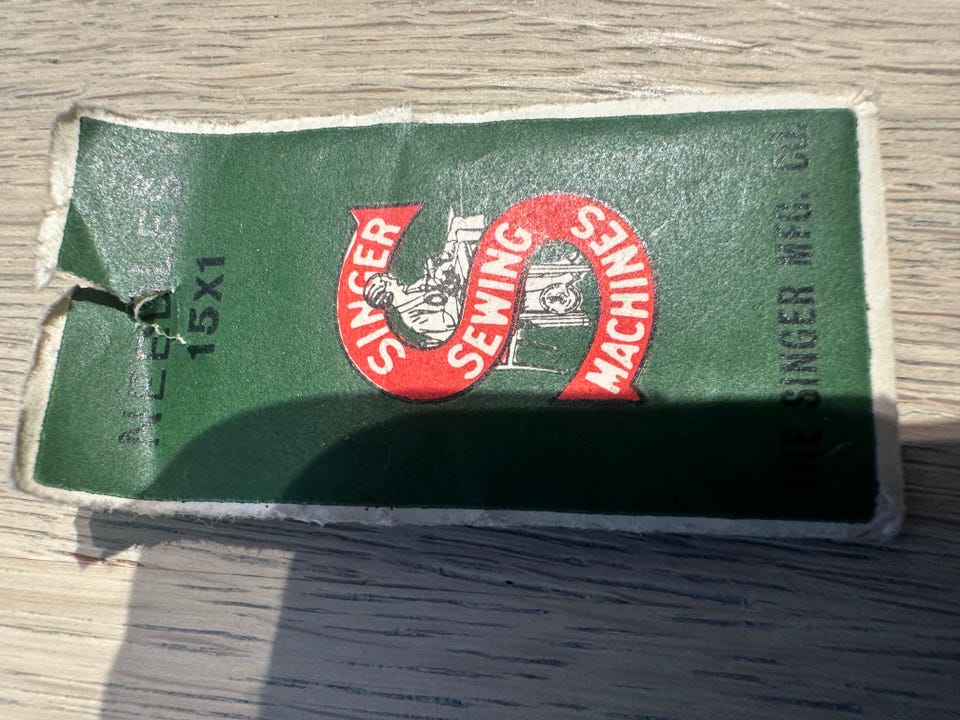 NEEDLES
15x1
SINGER
SEWING
MACHINES
THE SINGER MFG. CO.